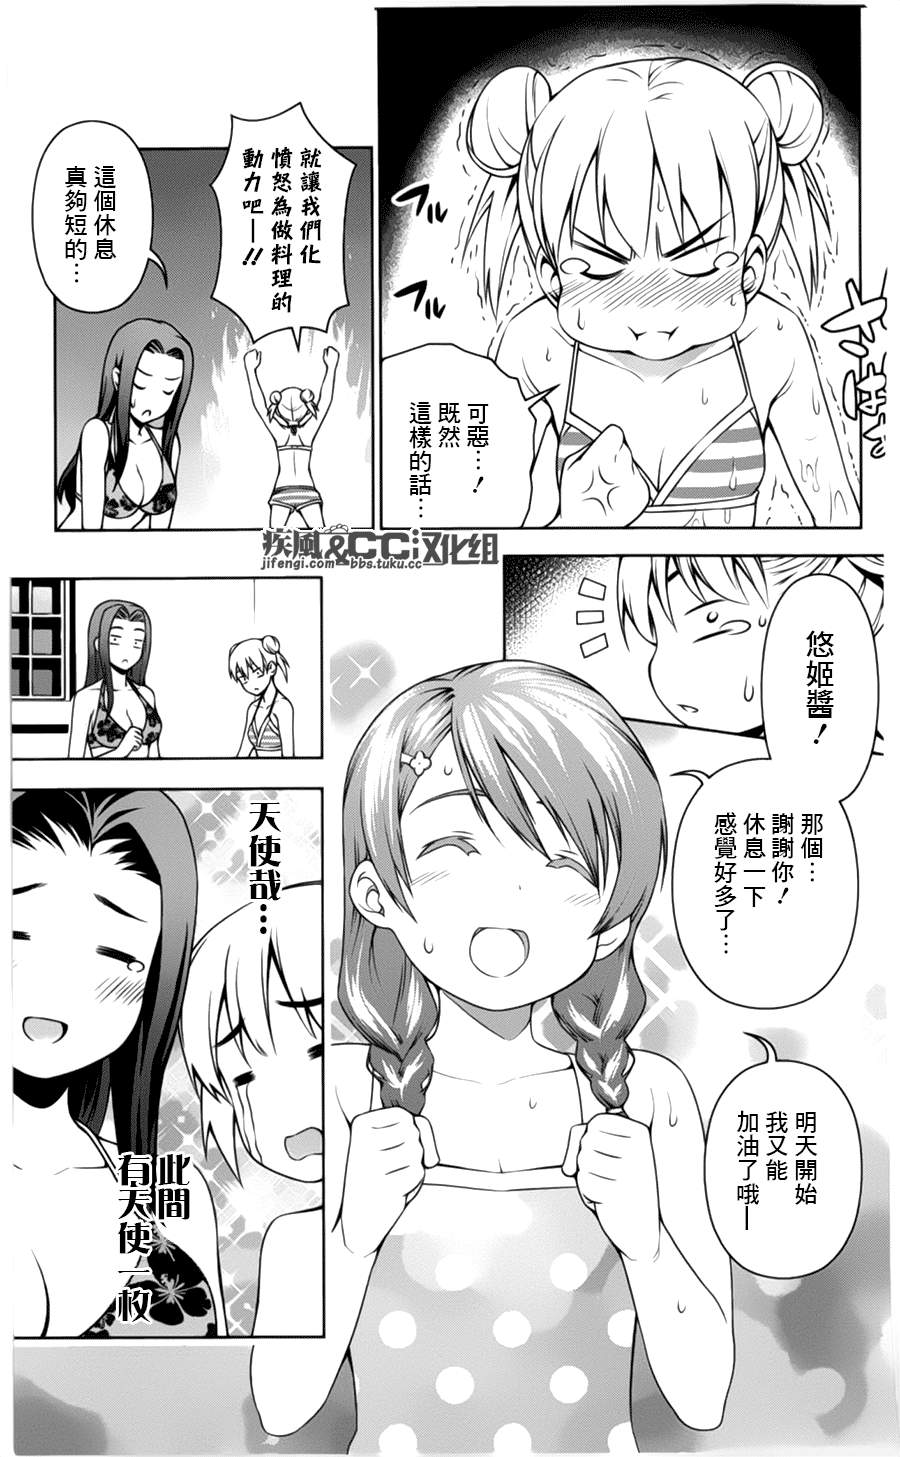 可惡…!
既然
這樣的話…
フル
フル
ざはき
就讓我們化
憤怒為做料理的
動力吧—!!
這個休息
真夠短的…
疾風&CC汉化组
jifengi.com bbs.tuku.cc
悠姬醬!
那個…
謝謝你!
休息一下
感覺好多了…
明天開始
我又能
加油了哦—
天使哉…
此間
有天使一枚